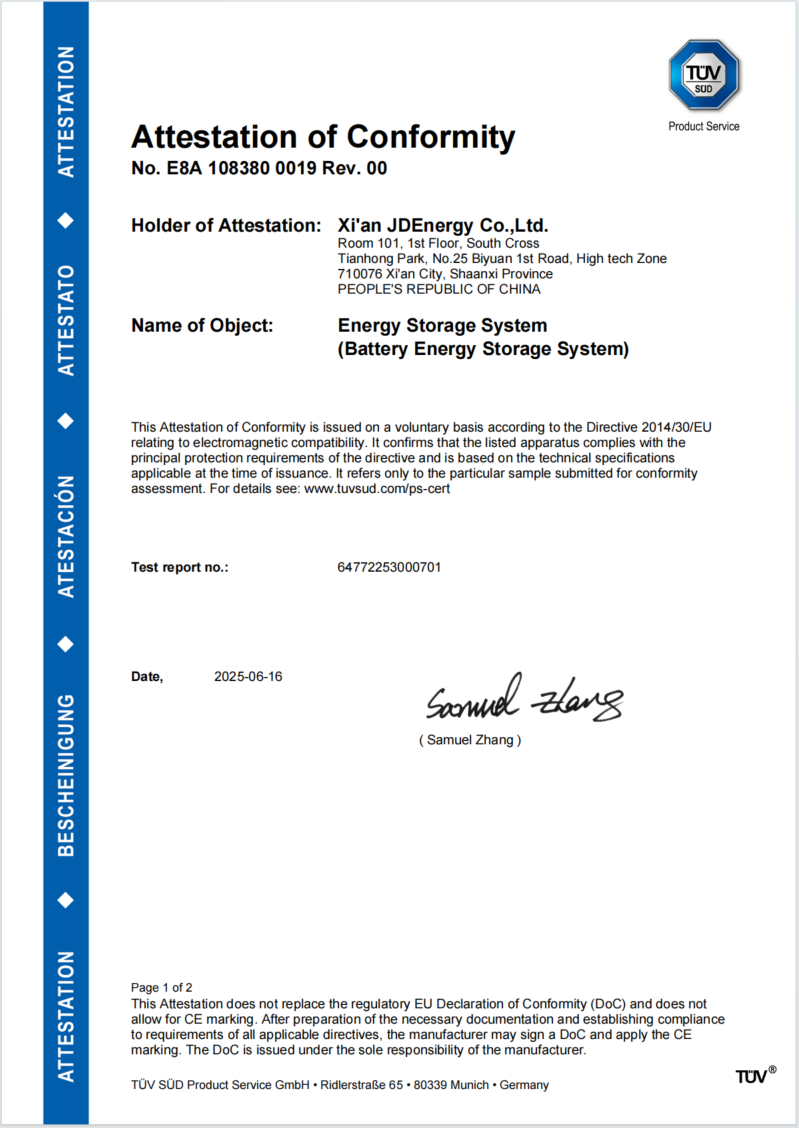 TÜV
SÜD
Product Service
Attestation of Conformity
No. E8A 108380 0019 Rev. 00
Holder of Attestation: Xi'an JDEnergy Co.,Ltd.
Room 101, 1st Floor, South Cross
Tianhong Park, No.25 Biyuan 1st Road, High tech Zone
710076 Xi'an City, Shaanxi Province
PEOPLE'S REPUBLIC OF CHINA
Name of Object: Energy Storage System
(Battery Energy Storage System)
This Attestation of Conformity is issued on a voluntary basis according to the Directive 2014/30/EU
relating to electromagnetic compatibility. It confirms that the listed apparatus complies with the
principal protection requirements of the directive and is based on the technical specifications
applicable at the time of issuance. It refers only to the particular sample submitted for conformity
assessment. For details see: www.tuvsud.com/ps-cert
Test report no.: 64772253000701
Date, 2025-06-16
Samuel Zhang
( Samuel Zhang )
Page 1 of 2
This Attestation does not replace the regulatory EU Declaration of Conformity (DoC) and does not
allow for CE marking. After preparation of the necessary documentation and establishing compliance
to requirements of all applicable directives, the manufacturer may sign a DoC and apply the CE
marking. The DoC is issued under the sole responsibility of the manufacturer.
TÜV SÜD Product Service GmbH • Ridlerstraße 65 • 80339 Munich • Germany
TÜV®
ATTESTATION ◆ BESCHEINIGUNG ◆ ATESTACIÓN ◆ ATTESTATO ◆ ATTESTATION